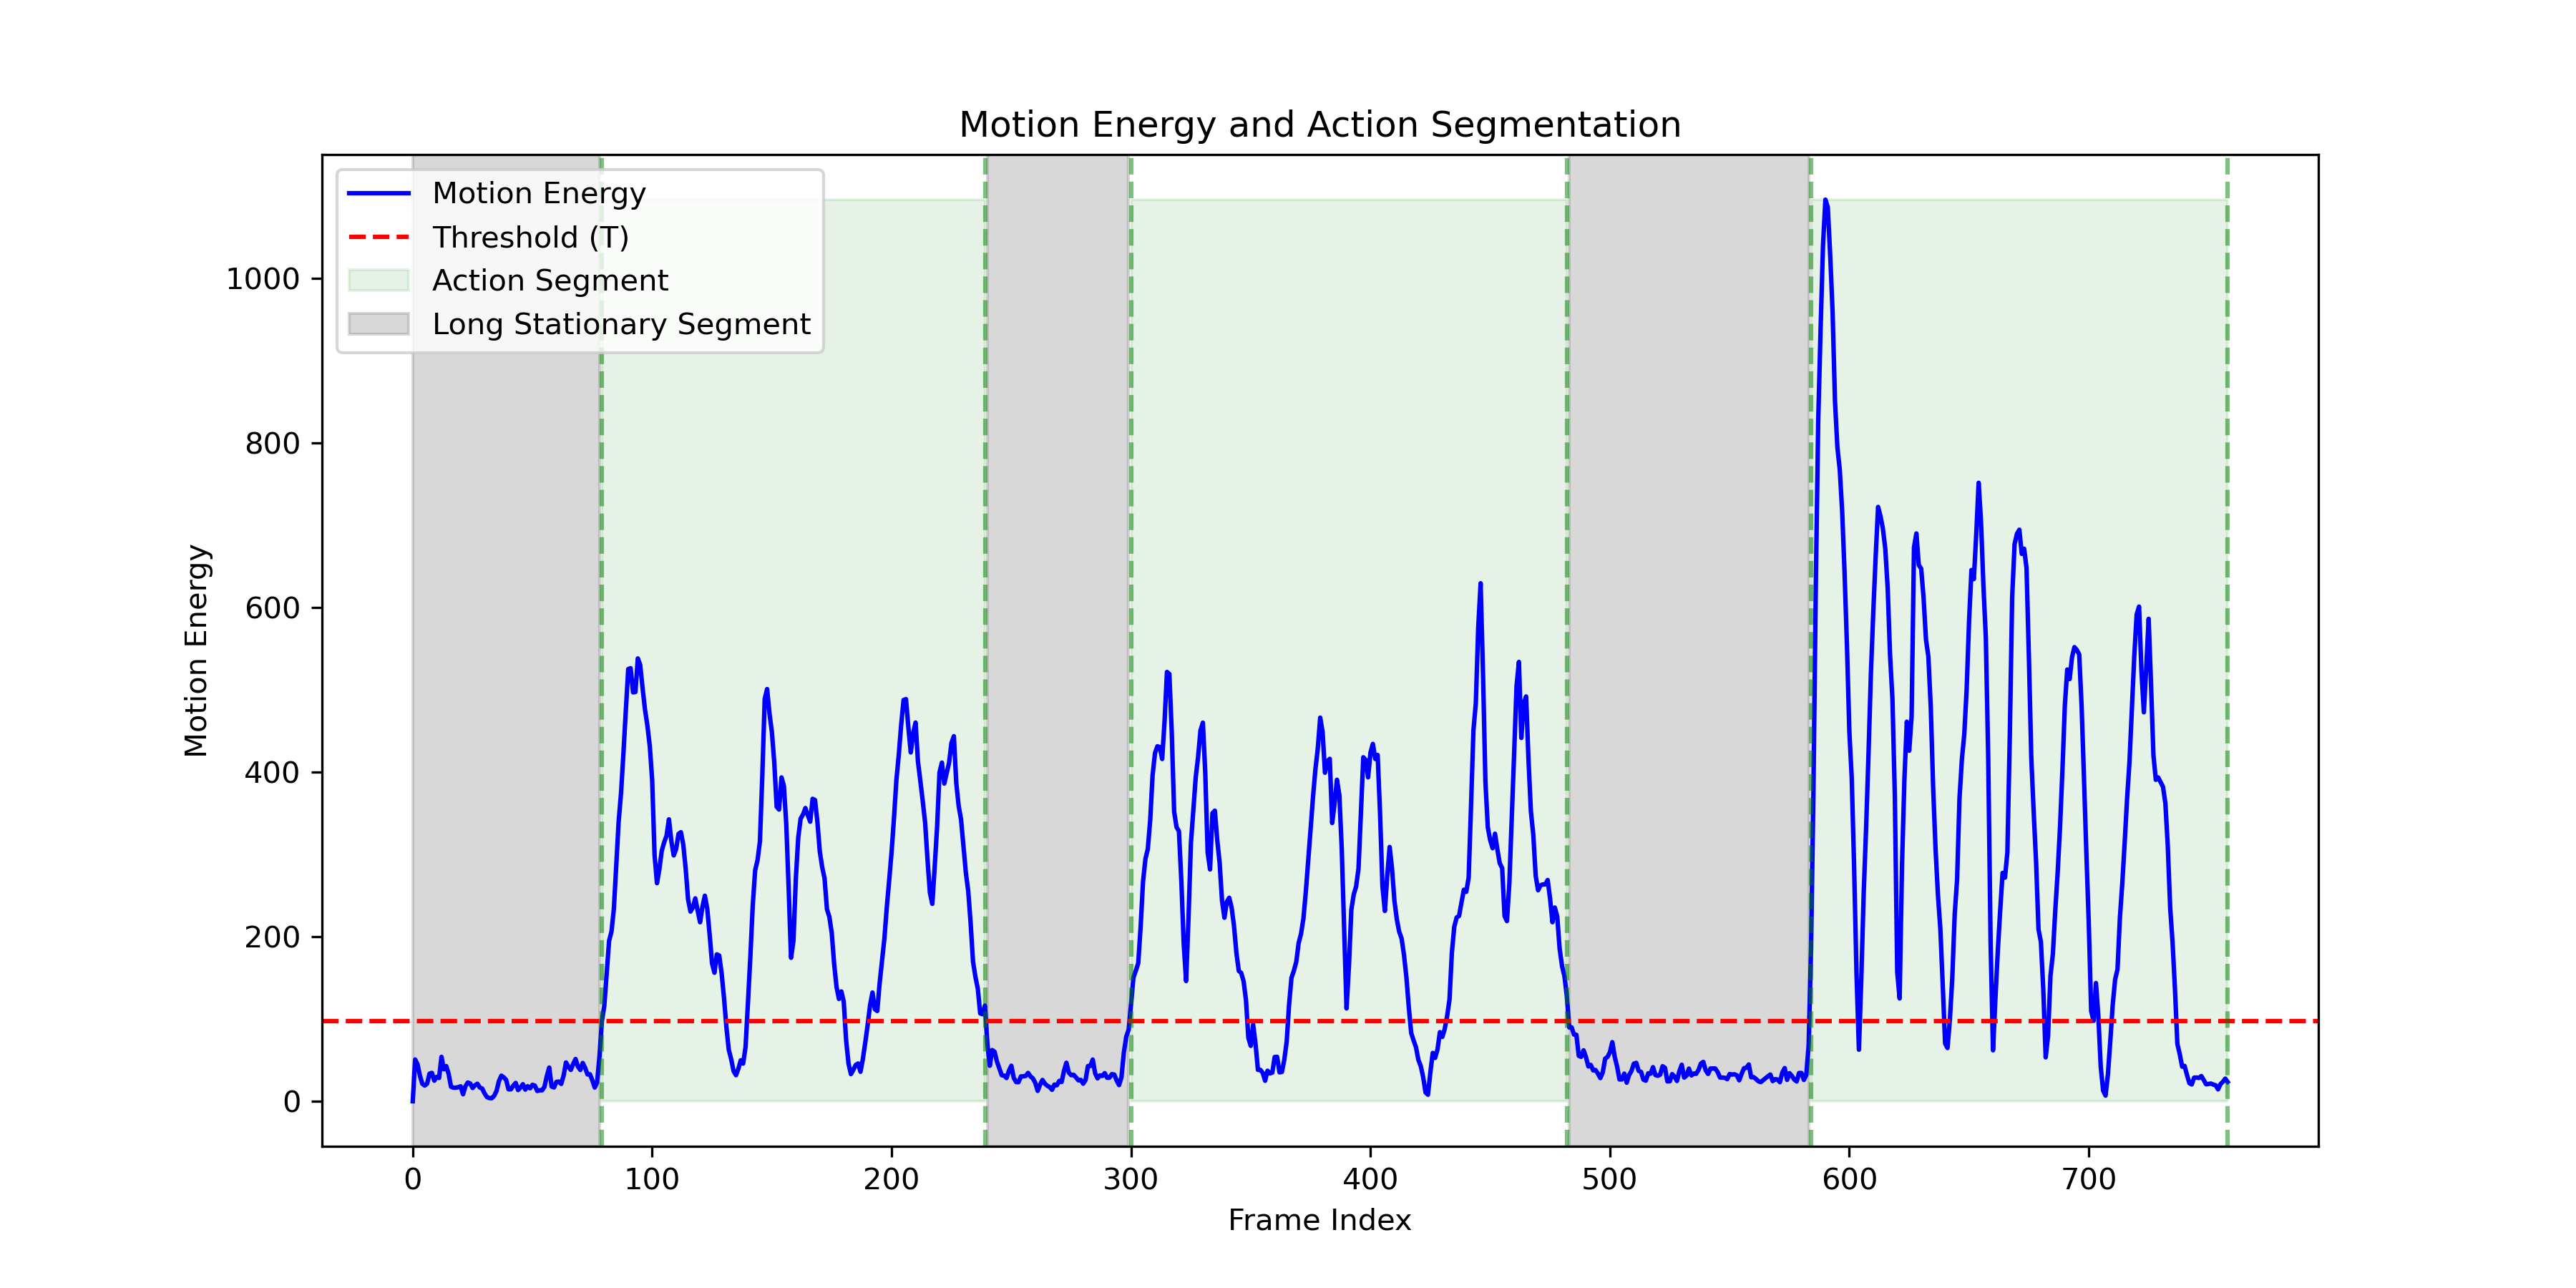 Motion Energy and Action Segmentation
Motion Energy
Threshold (T)
Action Segment
Long Stationary Segment
Motion Energy
1000
800
600
400
200
0
0 100 200 300 400 500 600 700
Frame Index